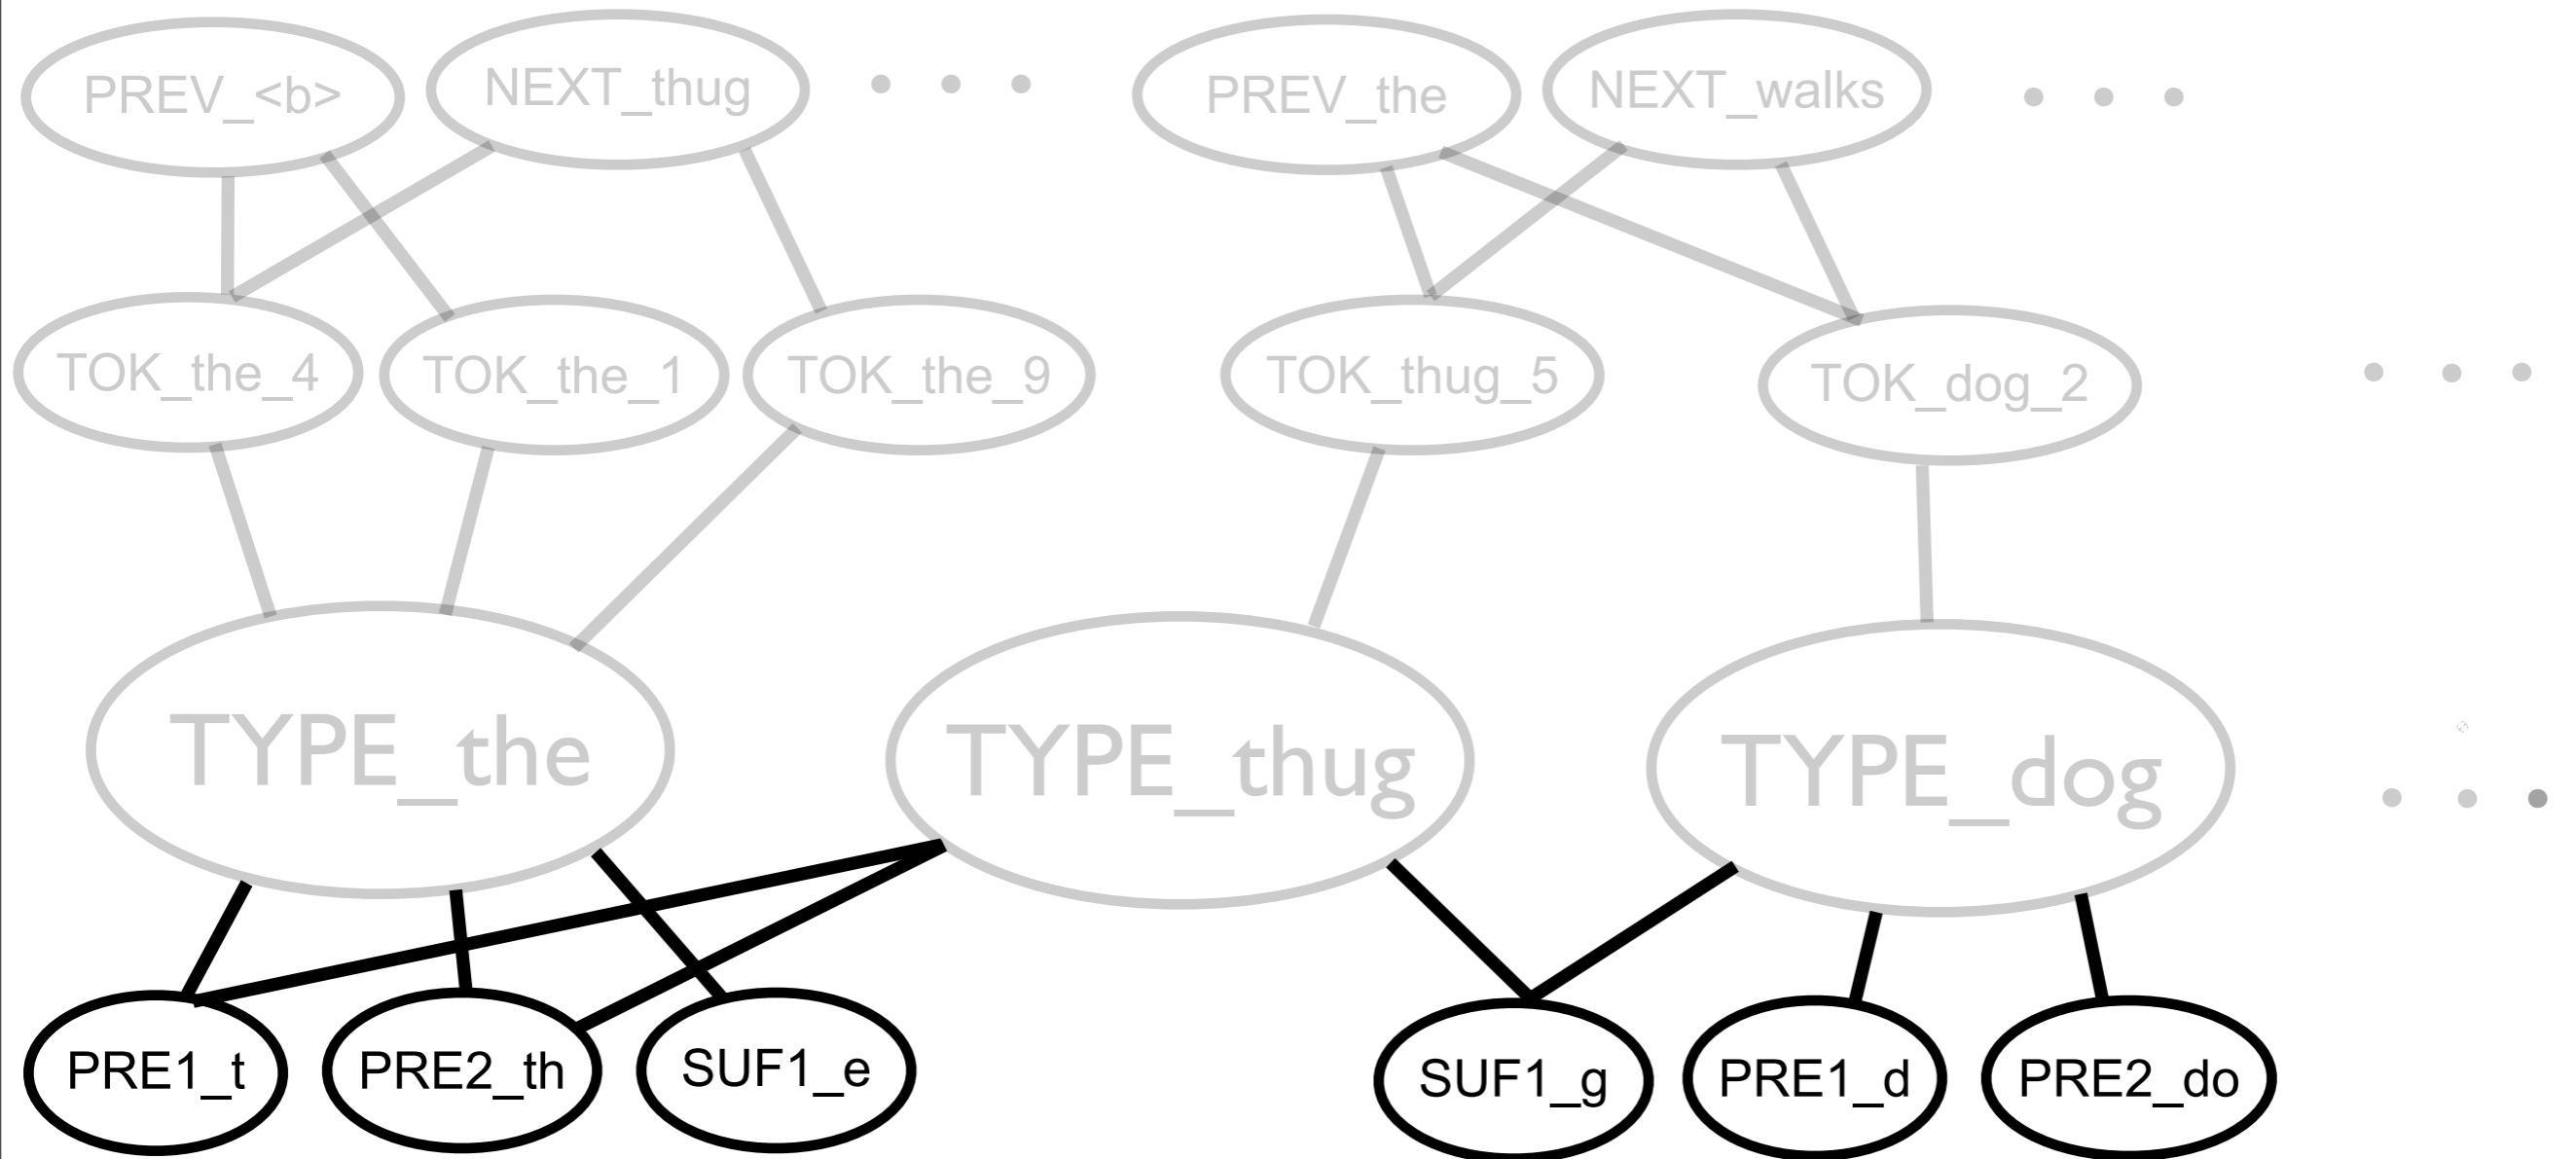 PREV_<b> NEXT_thug PREV_the NEXT_walks
TOK_the_4 TOK_the_1 TOK_the_9 TOK_thug_5 TOK_dog_2
TYPE_the TYPE_thug TYPE_dog
PRE1_t PRE2_th SUF1_e SUF1_g PRE1_d PRE2_do